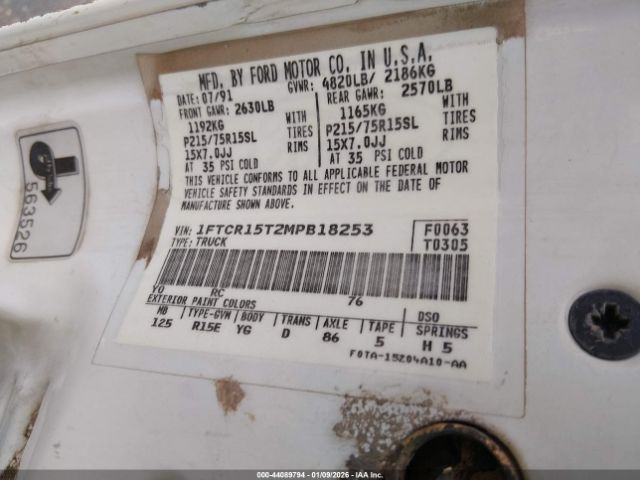 MFD. BY FORD MOTOR CO. IN U.S.A.
DATE: 07/91 GVWR: 4820LB/ 2186KG
FRONT GAWR: 2630LB REAR GAWR: 2570LB
1192KG WITH 1165KG WITH
P215/75R15SL TIRES P215/75R15SL TIRES
15X7.0JJ RIMS 15X7.0JJ RIMS
AT 35 PSI COLD AT 35 PSI COLD
THIS VEHICLE CONFORMS TO ALL APPLICABLE FEDERAL MOTOR
VEHICLE SAFETY STANDARDS IN EFFECT ON THE DATE OF
MANUFACTURE SHOWN ABOVE.
VIN: 1FTCR15T2MPB18253 F0063
TYPE: TRUCK T0305
YO RC 76
EXTERIOR PAINT COLORS DSO
WB TYPE-GVW BODY TRANS AXLE TAPE SPRINGS
125 R15E YG D 86 5 H 5
F0TA-15204A10-AA
563526
000-44089794 | 01/09/2026 | IAA Inc.